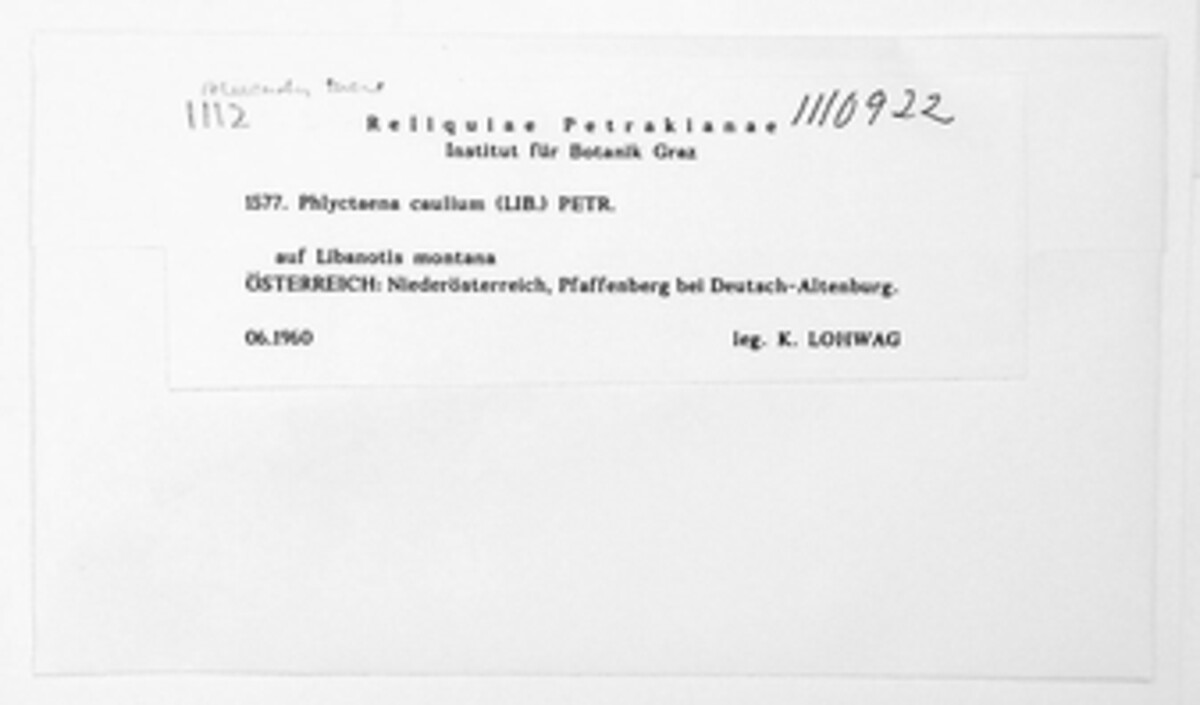 1112
1110922
Reliquiae Petrakianae
Institut für Botanik Graz
1577. Phlyctaena caulium (LIB.) PETR.
auf Libanotis montana
ÖSTERREICH: Niederösterreich, Pfaffenberg bei Deutsch-Altenburg.
06.1960 leg. K. LOHWAG